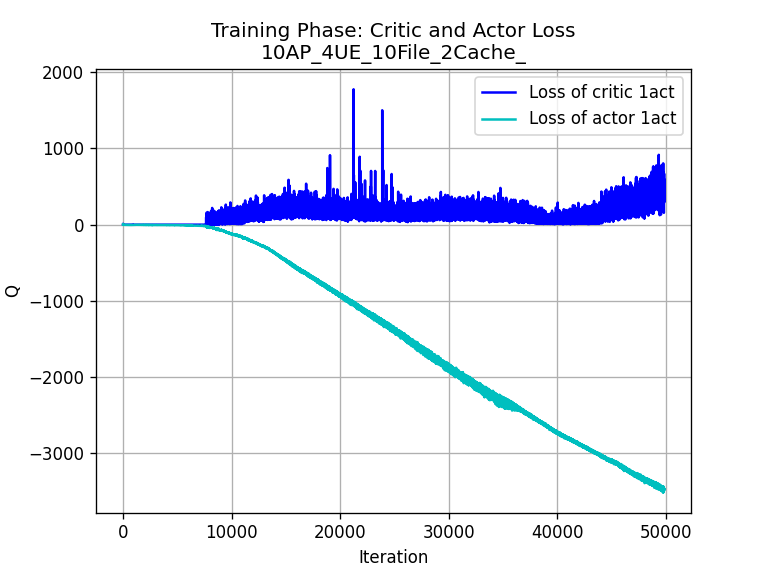 Training Phase: Critic and Actor Loss
10AP_4UE_10File_2Cache_
Loss of critic 1act
Loss of actor 1act
2000
1000
0
−1000
−2000
−3000
Q
0 10000 20000 30000 40000 50000
Iteration